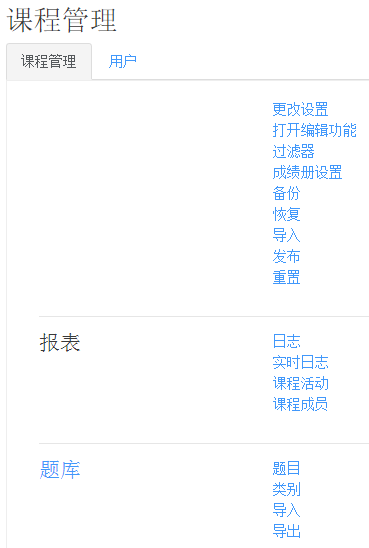 课程管理
课程管理 用户
更改设置
打开编辑功能
过滤器
成绩册设置
备份
恢复
导入
发布
重置
报表 日志
实时日志
课程活动
课程成员
题库 题目
类别
导入
导出